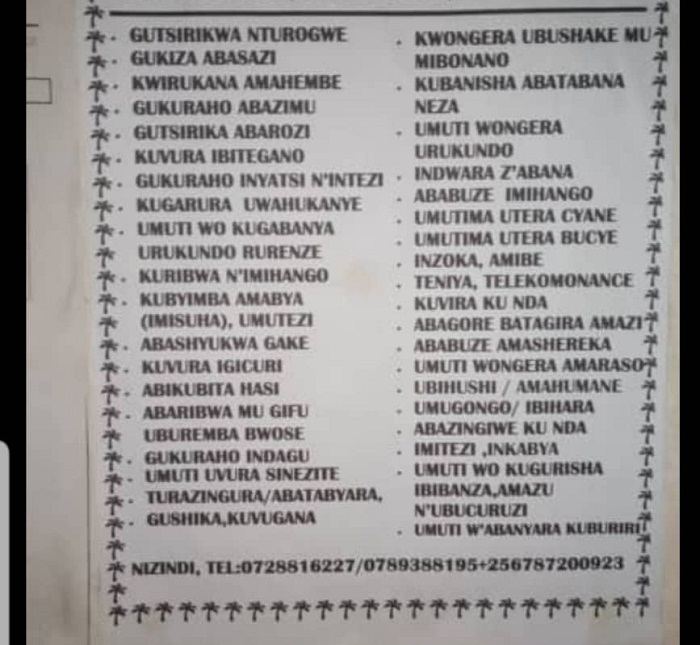 GUTSIRIKWA NTUROGWE
GUKIZA ABASAZI
KWIRUKANA AMAHEMBE
GUKURAHO ABAZIMU
GUTSIRIKA ABAROZI
KUVURA IBITEGANO
GUKURAHO INYATSI N'INTEZI
KUGARURA UWAHUKANYE
UMUTI WO KUGABANYA
URUKUNDO RURENZE
KURIBWA N'IMIHANGO
KUBYIMBA AMABYA
(IMISUHA), UMUTEZI
ABASHYUKWA GAKE
KUVURA IGICURI
ABIKUBITA HASI
ABARIBWA MU GIFU
UBUREMBA BWOSE
GUKURAHO INDAGU
UMUTI UVURA SINEZITE
TURAZINGURA/ABATABYARA,
GUSHIKA,KUVUGANA
KWONGERA UBUSHAKE MU
MIBONANO
KUBANISHA ABATABANA
NEZA
UMUTI WONGERA
URUKUNDO
INDWARA Z'ABANA
ABABUZE IMIHANGO
UMUTIMA UTERA CYANE
UMUTIMA UTERA BUCYE
INZOKA, AMIBE
TENIYA, TELEKOMONANCE
KUVIRA KU NDA
ABAGORE BATAGIRA AMAZI
ABABUZE AMASHEREKA
UMUTI WONGERA AMARASO
UBIHUSHI / AMAHUMANE
UMUGONGO/ IBIHARA
ABAZINGIWE KU NDA
IMITEZI ,INKABYA
UMUTI WO KUGURISHA
IBIBANZA,AMAZU
N'UBUCURUZI
UMUTI W'ABANYARA KUBURIRI
NIZINDI, TEL:0728816227/0789388195+256787200923